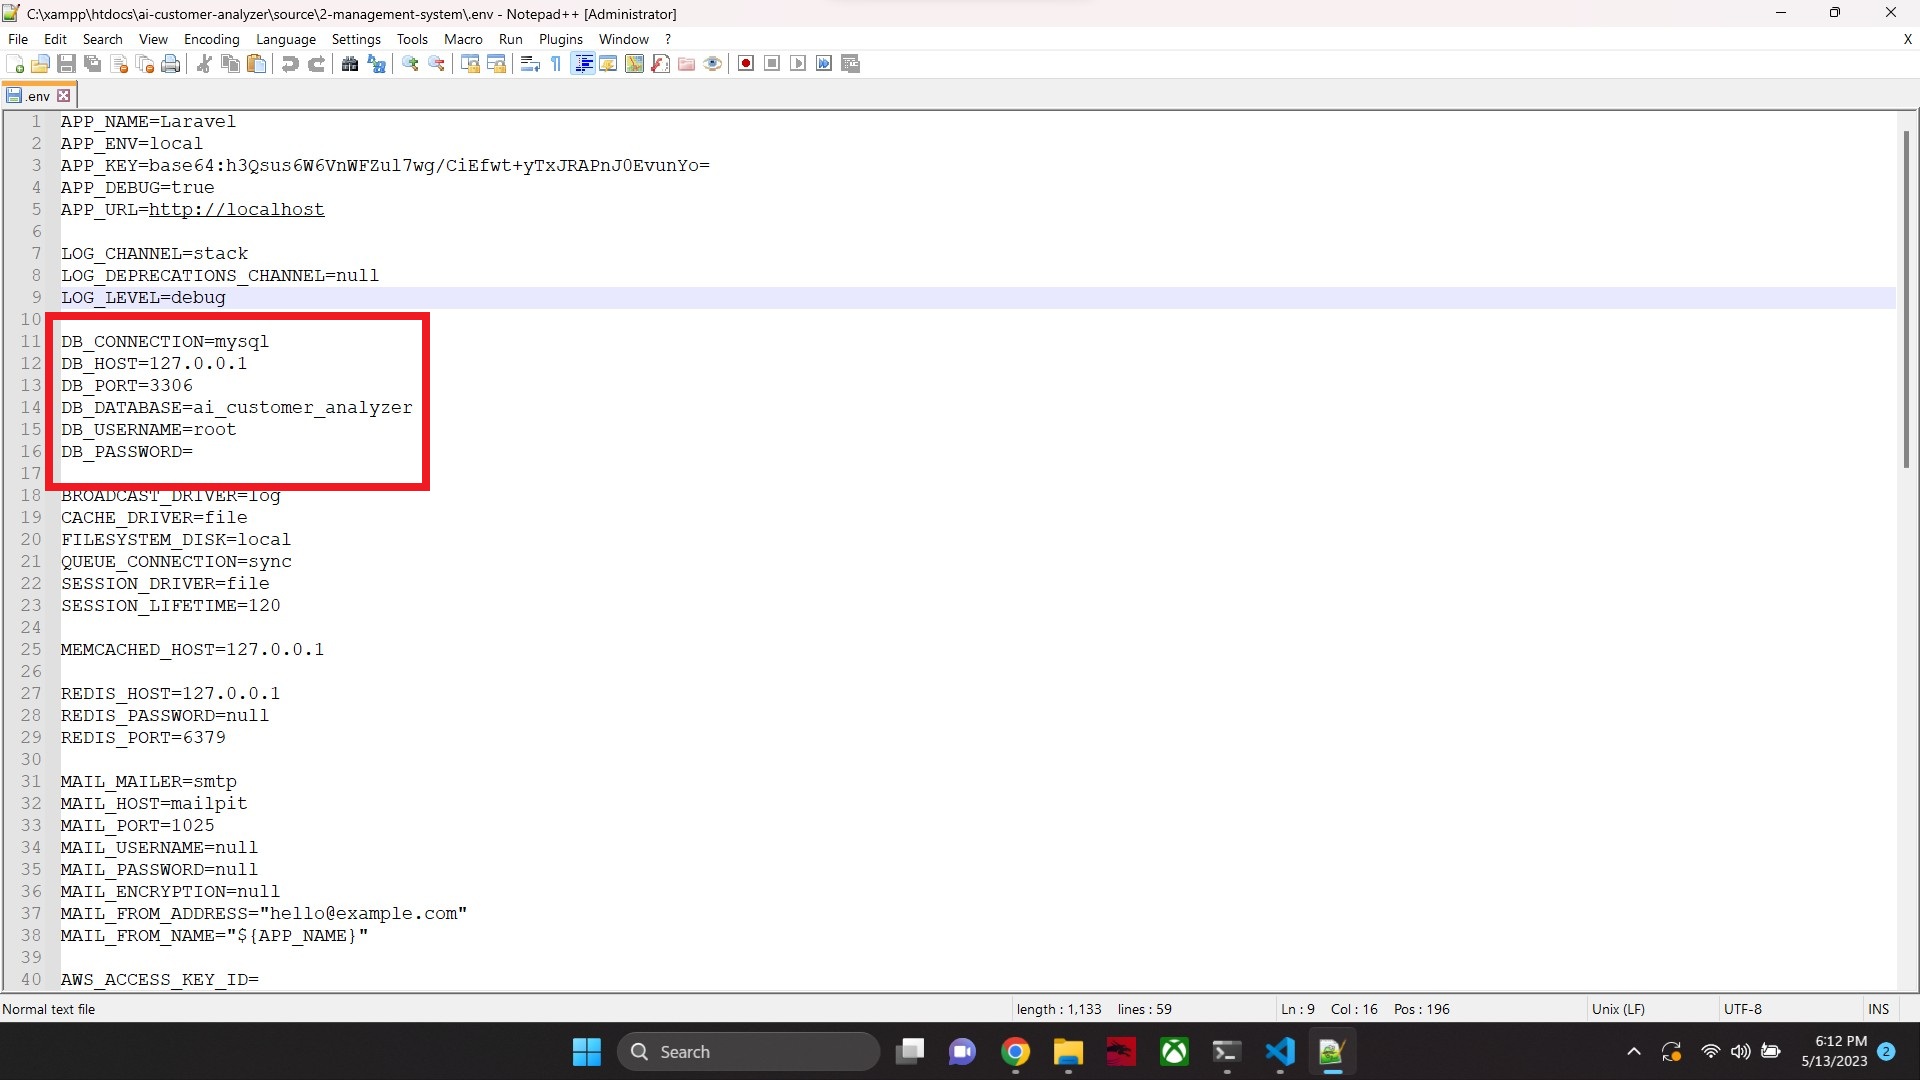 C:\xampp\htdocs\ai-customer-analyzer\source\2-management-system\.env - Notepad++ [Administrator]
File Edit Search View Encoding Language Settings Tools Macro Run Plugins Window ? X
.env
1 APP_NAME=Laravel
2 APP_ENV=local
3 APP_KEY=base64:h3Qsus6W6VnWFZul7wg/CiEfwt+yTxJRAPnJ0EvunYo=
4 APP_DEBUG=true
5 APP_URL=http://localhost
6
7 LOG_CHANNEL=stack
8 LOG_DEPRECATIONS_CHANNEL=null
9 LOG_LEVEL=debug
10
11 DB_CONNECTION=mysql
12 DB_HOST=127.0.0.1
13 DB_PORT=3306
14 DB_DATABASE=ai_customer_analyzer
15 DB_USERNAME=root
16 DB_PASSWORD=
17
18 BROADCAST_DRIVER=log
19 CACHE_DRIVER=file
20 FILESYSTEM_DISK=local
21 QUEUE_CONNECTION=sync
22 SESSION_DRIVER=file
23 SESSION_LIFETIME=120
24
25 MEMCACHED_HOST=127.0.0.1
26
27 REDIS_HOST=127.0.0.1
28 REDIS_PASSWORD=null
29 REDIS_PORT=6379
30
31 MAIL_MAILER=smtp
32 MAIL_HOST=mailpit
33 MAIL_PORT=1025
34 MAIL_USERNAME=null
35 MAIL_PASSWORD=null
36 MAIL_ENCRYPTION=null
37 MAIL_FROM_ADDRESS="hello@example.com"
38 MAIL_FROM_NAME="${APP_NAME}"
39
40 AWS_ACCESS_KEY_ID=
Normal text file length : 1,133 lines : 59 Ln : 9 Col : 16 Pos : 196 Unix (LF) UTF-8 INS
Search
6:12 PM
5/13/2023 2